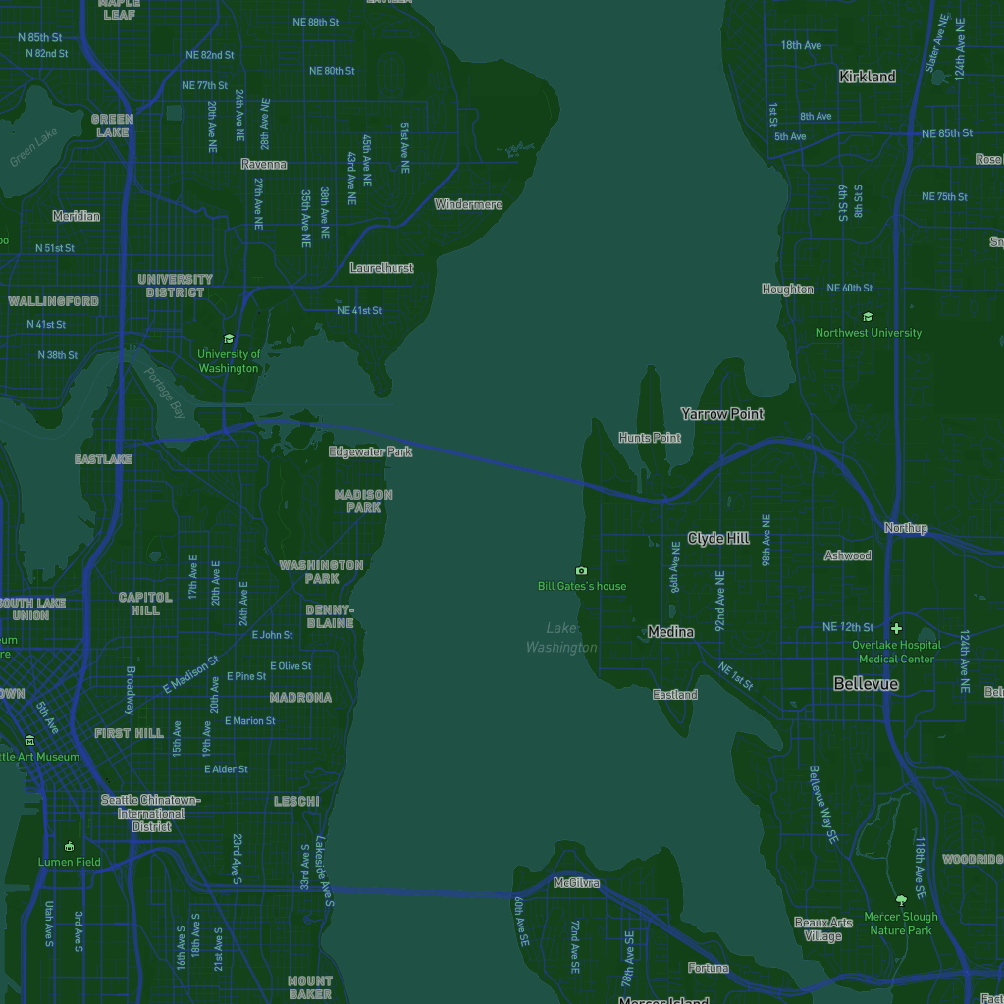 MAPLE
LEAF
NE 88th St
N 85th St
N 82nd St
NE 82nd St
NE 80th St
NE 77th St
18th Ave
Slater Ave NE
124th Ave NE
Kirkland
20th Ave NE
24th Ave NE
28th Ave NE
1st St
8th Ave
5th Ave
NE 85th St
GREEN
LAKE
Green Lake
Ravenna
43rd Ave NE
45th Ave NE
51st Ave NE
Rose
27th Ave NE
35th Ave NE
38th Ave NE
6th St S
8th St S
NE 75th St
Windermere
Meridian
N 51st St
Laurelhurst
UNIVERSITY
DISTRICT
Houghton
NE 60th St
WALLINGFORD
NE 41st St
N 41st St
Northwest University
N 38th St
University of
Washington
Portage Bay
Yarrow Point
Hunts Point
Edgewater Park
EASTLAKE
MADISON
PARK
Northup
Clyde Hill
98th Ave NE
Ashwood
WASHINGTON
PARK
86th Ave NE
92nd Ave NE
Bill Gates's house
17th Ave E
20th Ave E
24th Ave E
CAPITOL
HILL
SOUTH LAKE
UNION
DENNY-
BLAINE
Lake
Washington
Medina
NE 12th St
Overlake Hospital
Medical Center
124th Ave NE
E John St
E Madison St
E Olive St
E Pine St
NE 1st St
Bellevue
Eastland
Broadway
20th Ave
MADRONA
5th Ave
E Marion St
FIRST HILL
15th Ave
19th Ave
ttle Art Museum
E Alder St
Bellevue Way SE
Seattle Chinatown-
International
District
LESCHI
Lumen Field
23rd Ave S
33rd Ave S
Lakeside Ave S
118th Ave SE
WOODRIDG
McGilvra
Utah Ave S
3rd Ave S
16th Ave S
18th Ave S
21st Ave S
60th Ave SE
72nd Ave SE
78th Ave SE
Beaux Arts
Village
Mercer Slough
Nature Park
Fortuna
MOUNT
BAKER
Mercer Island